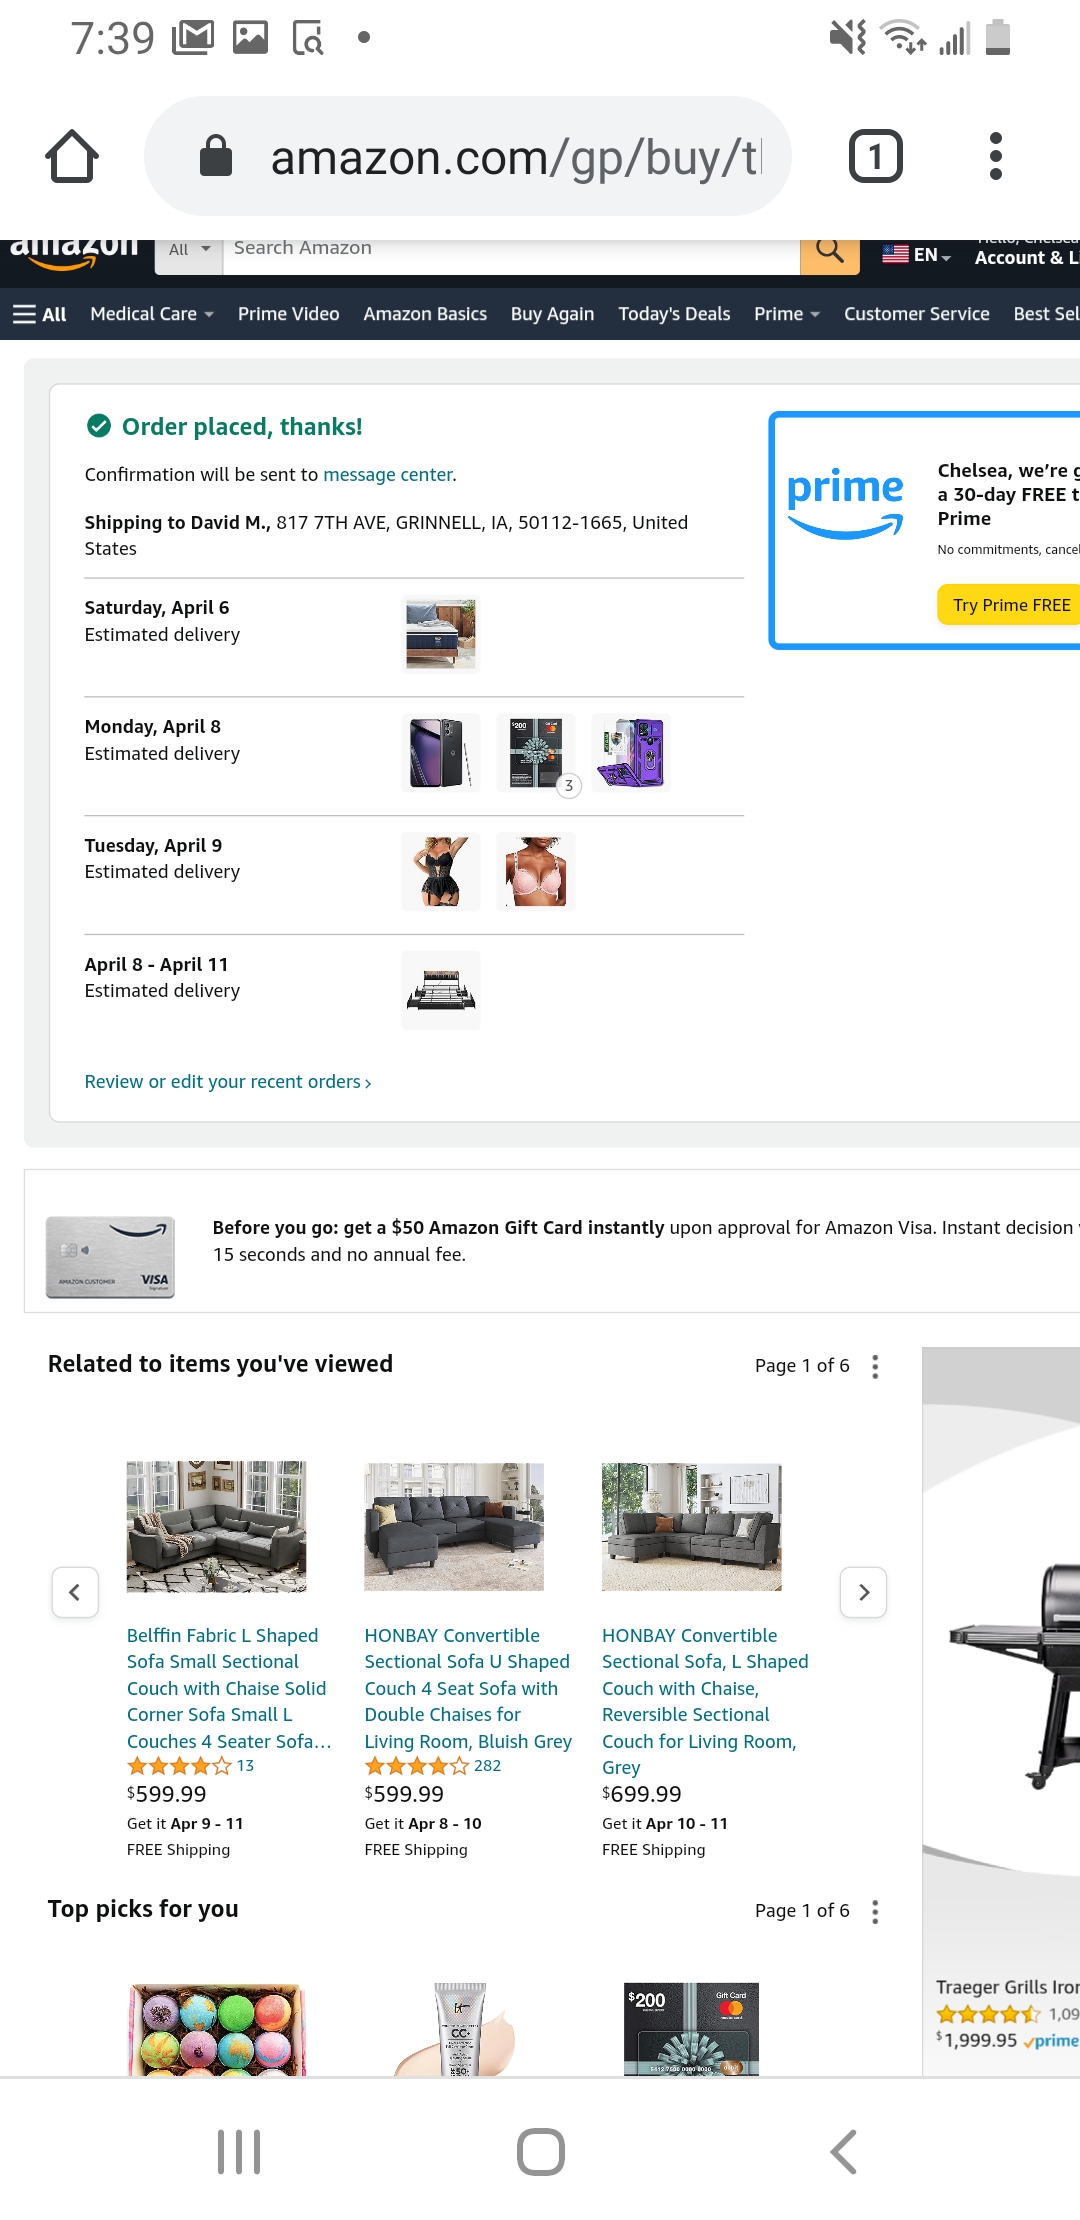 7:39
amazon.com/gp/buy/t
1
amazon
All
Search Amazon
EN
Hello, Chelsea
Account & Li
All Medical Care Prime Video Amazon Basics Buy Again Today's Deals Prime Customer Service Best Sel
Order placed, thanks!
Confirmation will be sent to message center.
Shipping to David M., 817 7TH AVE, GRINNELL, IA, 50112-1665, United
States
prime
Chelsea, we're g
a 30-day FREE t
Prime
No commitments, cancel
Try Prime FREE
Saturday, April 6
Estimated delivery
Monday, April 8
Estimated delivery
$200
3
Tuesday, April 9
Estimated delivery
April 8 - April 11
Estimated delivery
Review or edit your recent orders ›
AMAZON CUSTOMER
VISA
Signature
Before you go: get a $50 Amazon Gift Card instantly upon approval for Amazon Visa. Instant decision
15 seconds and no annual fee.
Related to items you've viewed
Page 1 of 6
Belffin Fabric L Shaped
Sofa Small Sectional
Couch with Chaise Solid
Corner Sofa Small L
Couches 4 Seater Sofa...
13
$599.99
Get it Apr 9 - 11
FREE Shipping
HONBAY Convertible
Sectional Sofa U Shaped
Couch 4 Seat Sofa with
Double Chaises for
Living Room, Bluish Grey
282
$599.99
Get it Apr 8 - 10
FREE Shipping
HONBAY Convertible
Sectional Sofa, L Shaped
Couch with Chaise,
Reversible Sectional
Couch for Living Room,
Grey
$699.99
Get it Apr 10 - 11
FREE Shipping
Top picks for you
Page 1 of 6
CC+
50+
$200
Gift Card
debit
Traeger Grills Iron
1,09
$1,999.95 prime